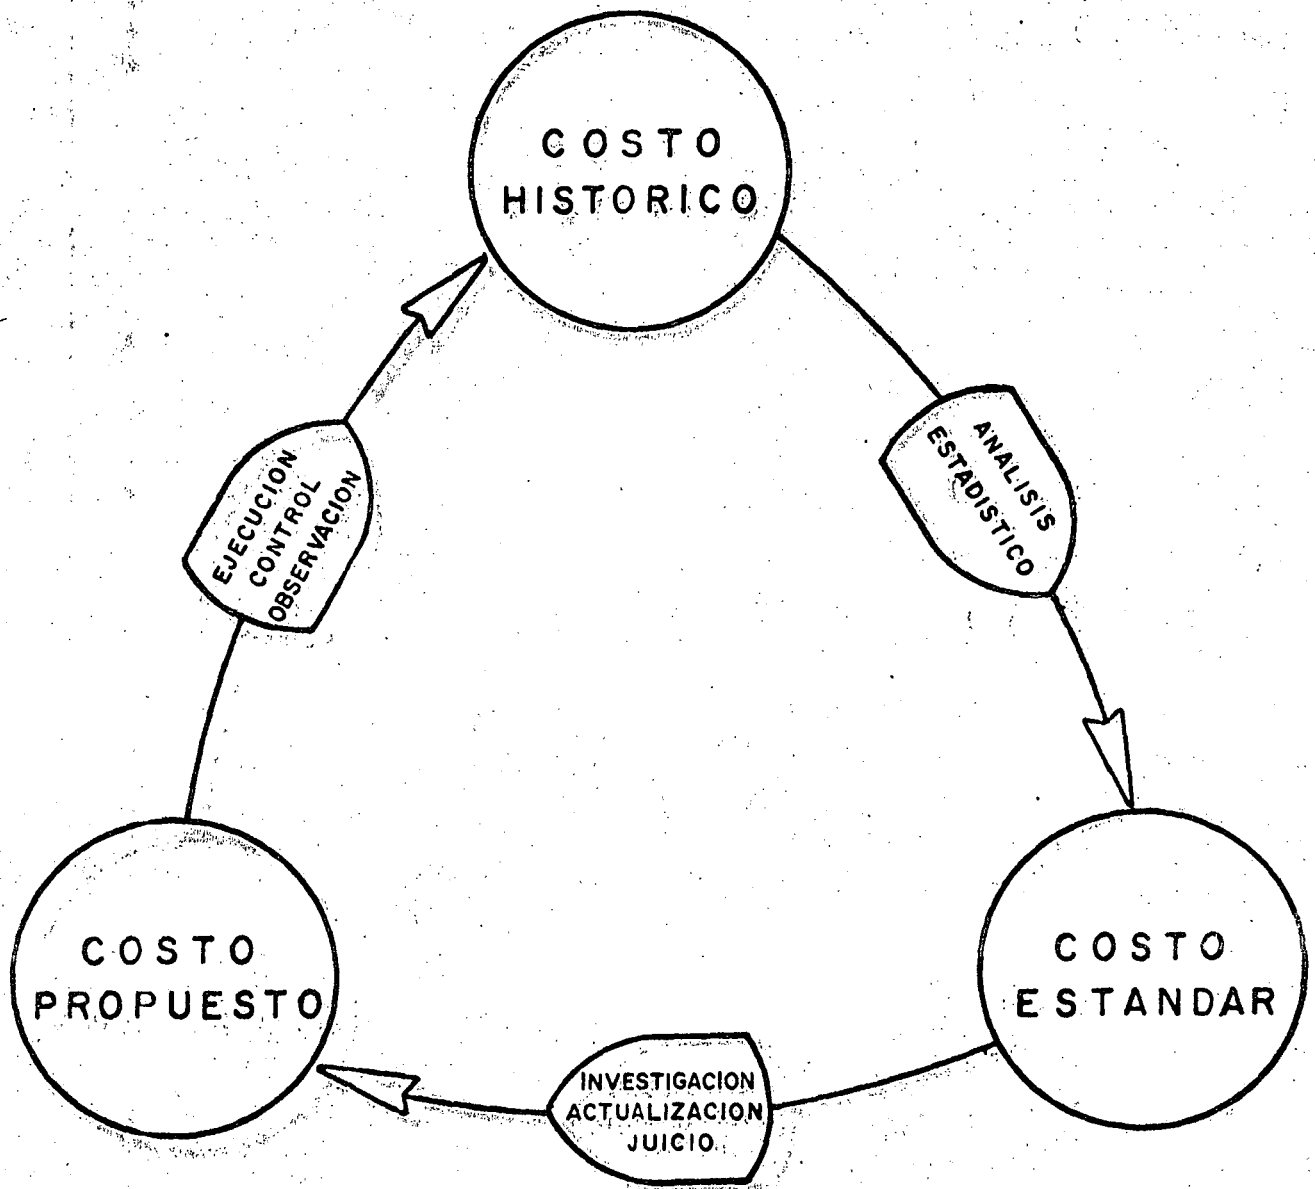 COSTO
HISTORICO
ANALISIS
ESTADISTICO
COSTO
ESTANDAR
INVESTIGACION
ACTUALIZACION
JUICIO
COSTO
PROPUESTO
EJECUCION
CONTROL
OBSERVACION